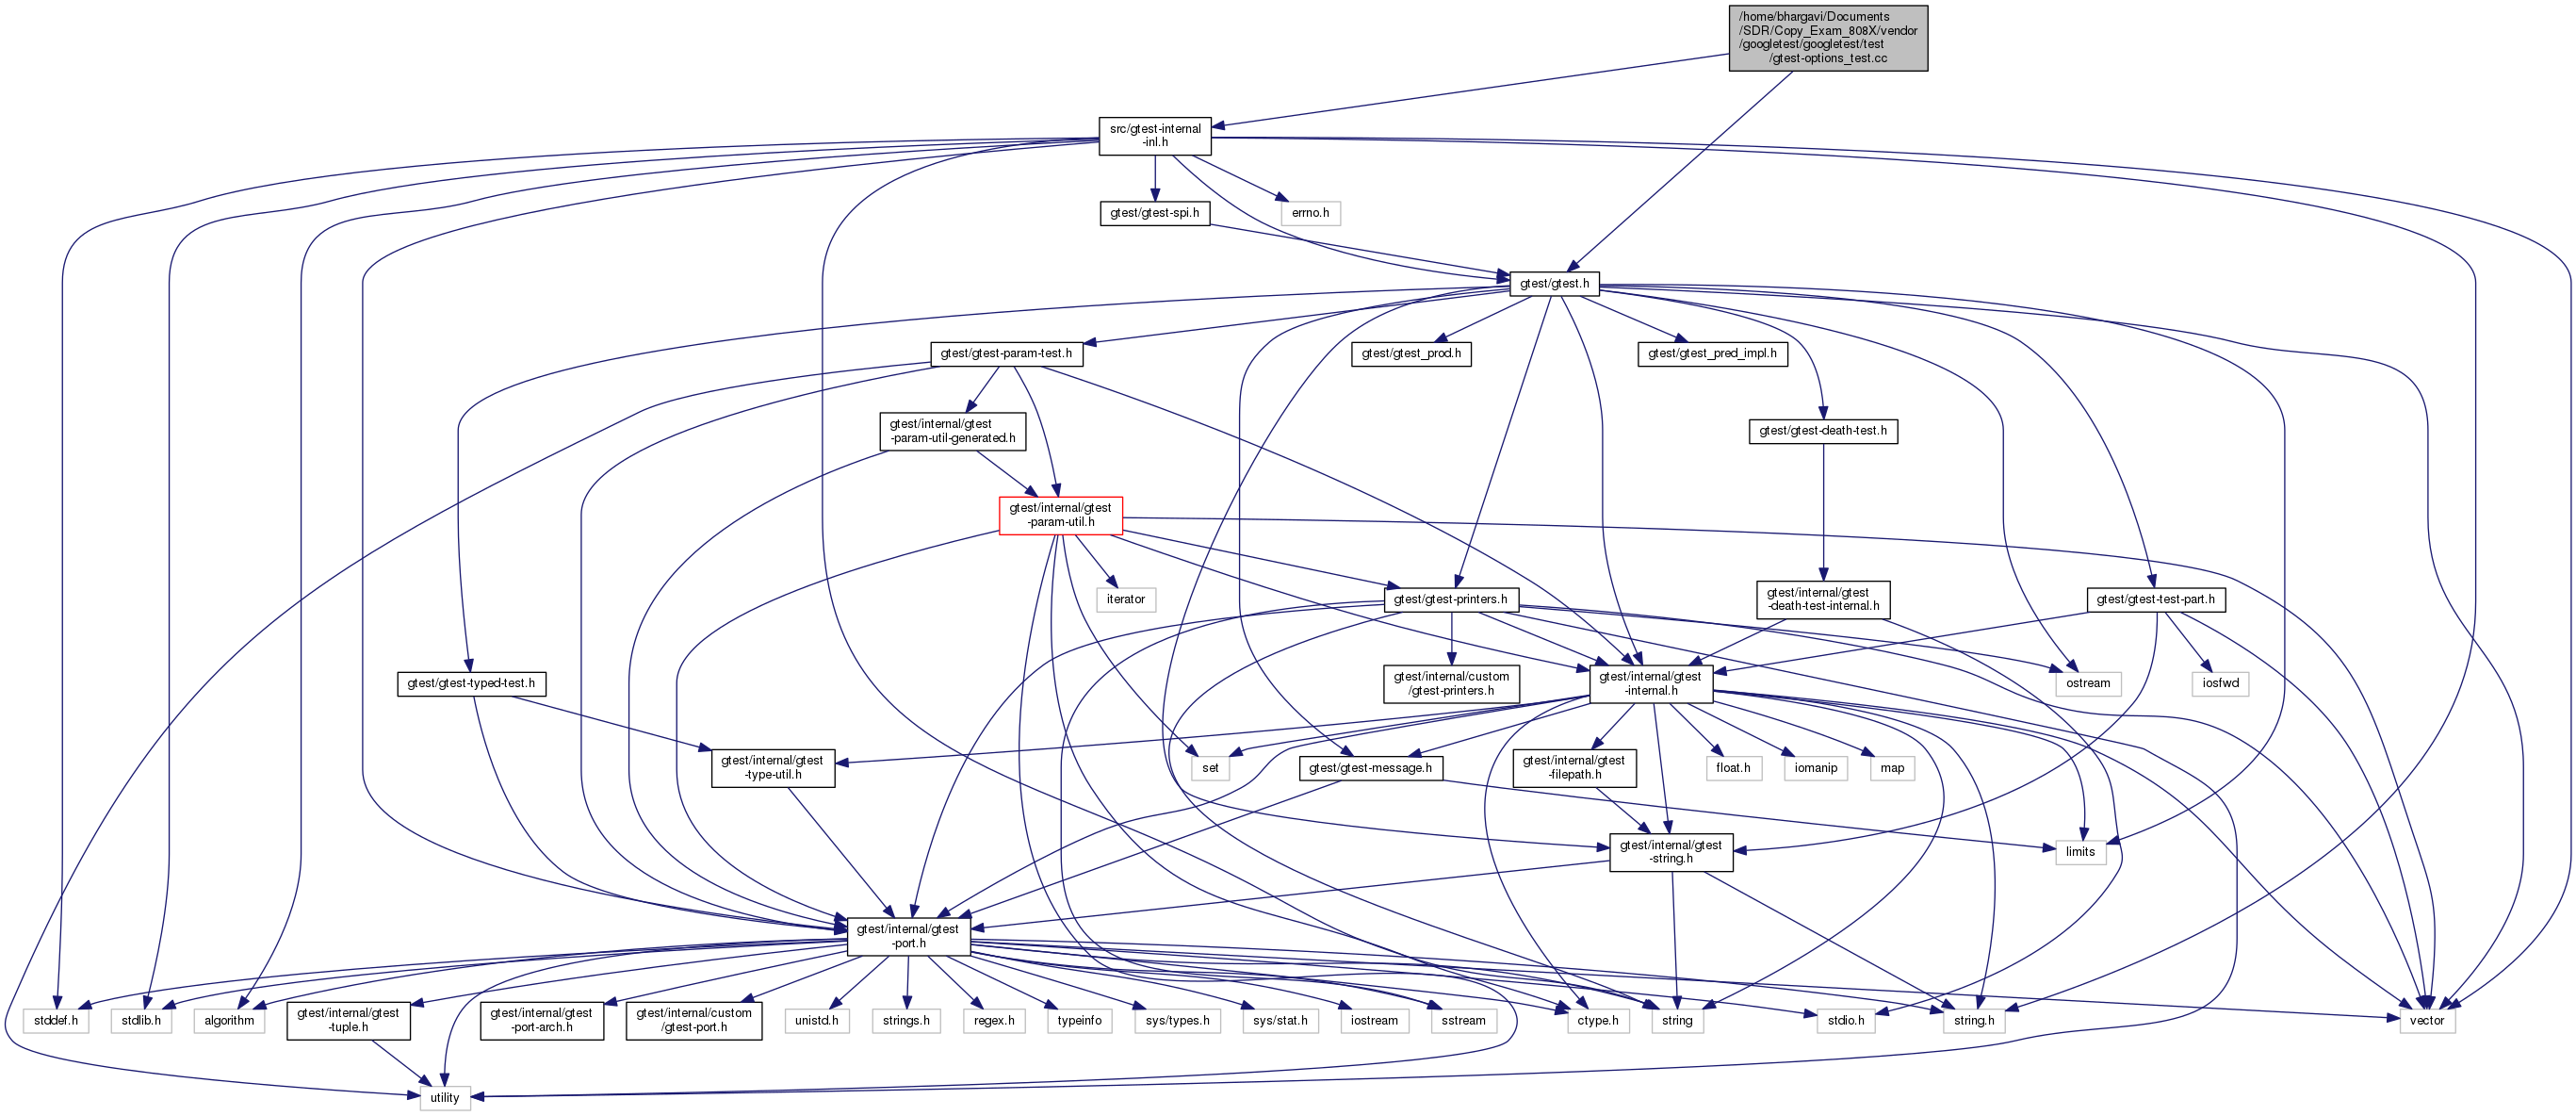 /home/bhargavi/Documents
/SDR/Copy_Exam_808X/vendor
/googletest/googletest/test
/gtest-options_test.cc
src/gtest-internal
-inl.h
gtest/gtest-spi.h
errno.h
gtest/gtest.h
gtest/gtest-param-test.h
gtest/gtest_prod.h
gtest/gtest_pred_impl.h
gtest/internal/gtest
-param-util-generated.h
gtest/gtest-death-test.h
gtest/internal/gtest
-param-util.h
iterator
gtest/gtest-printers.h
gtest/internal/gtest
-death-test-internal.h
gtest/gtest-test-part.h
gtest/gtest-typed-test.h
gtest/internal/custom
/gtest-printers.h
gtest/internal/gtest
-internal.h
ostream
iosfwd
gtest/internal/gtest
-type-util.h
set
gtest/gtest-message.h
gtest/internal/gtest
-filepath.h
float.h
iomanip
map
gtest/internal/gtest
-string.h
limits
gtest/internal/gtest
-port.h
stddef.h
stdlib.h
algorithm
gtest/internal/gtest
-tuple.h
gtest/internal/gtest
-port-arch.h
gtest/internal/custom
/gtest-port.h
unistd.h
strings.h
regex.h
typeinfo
sys/types.h
sys/stat.h
iostream
sstream
ctype.h
string
stdio.h
string.h
vector
utility